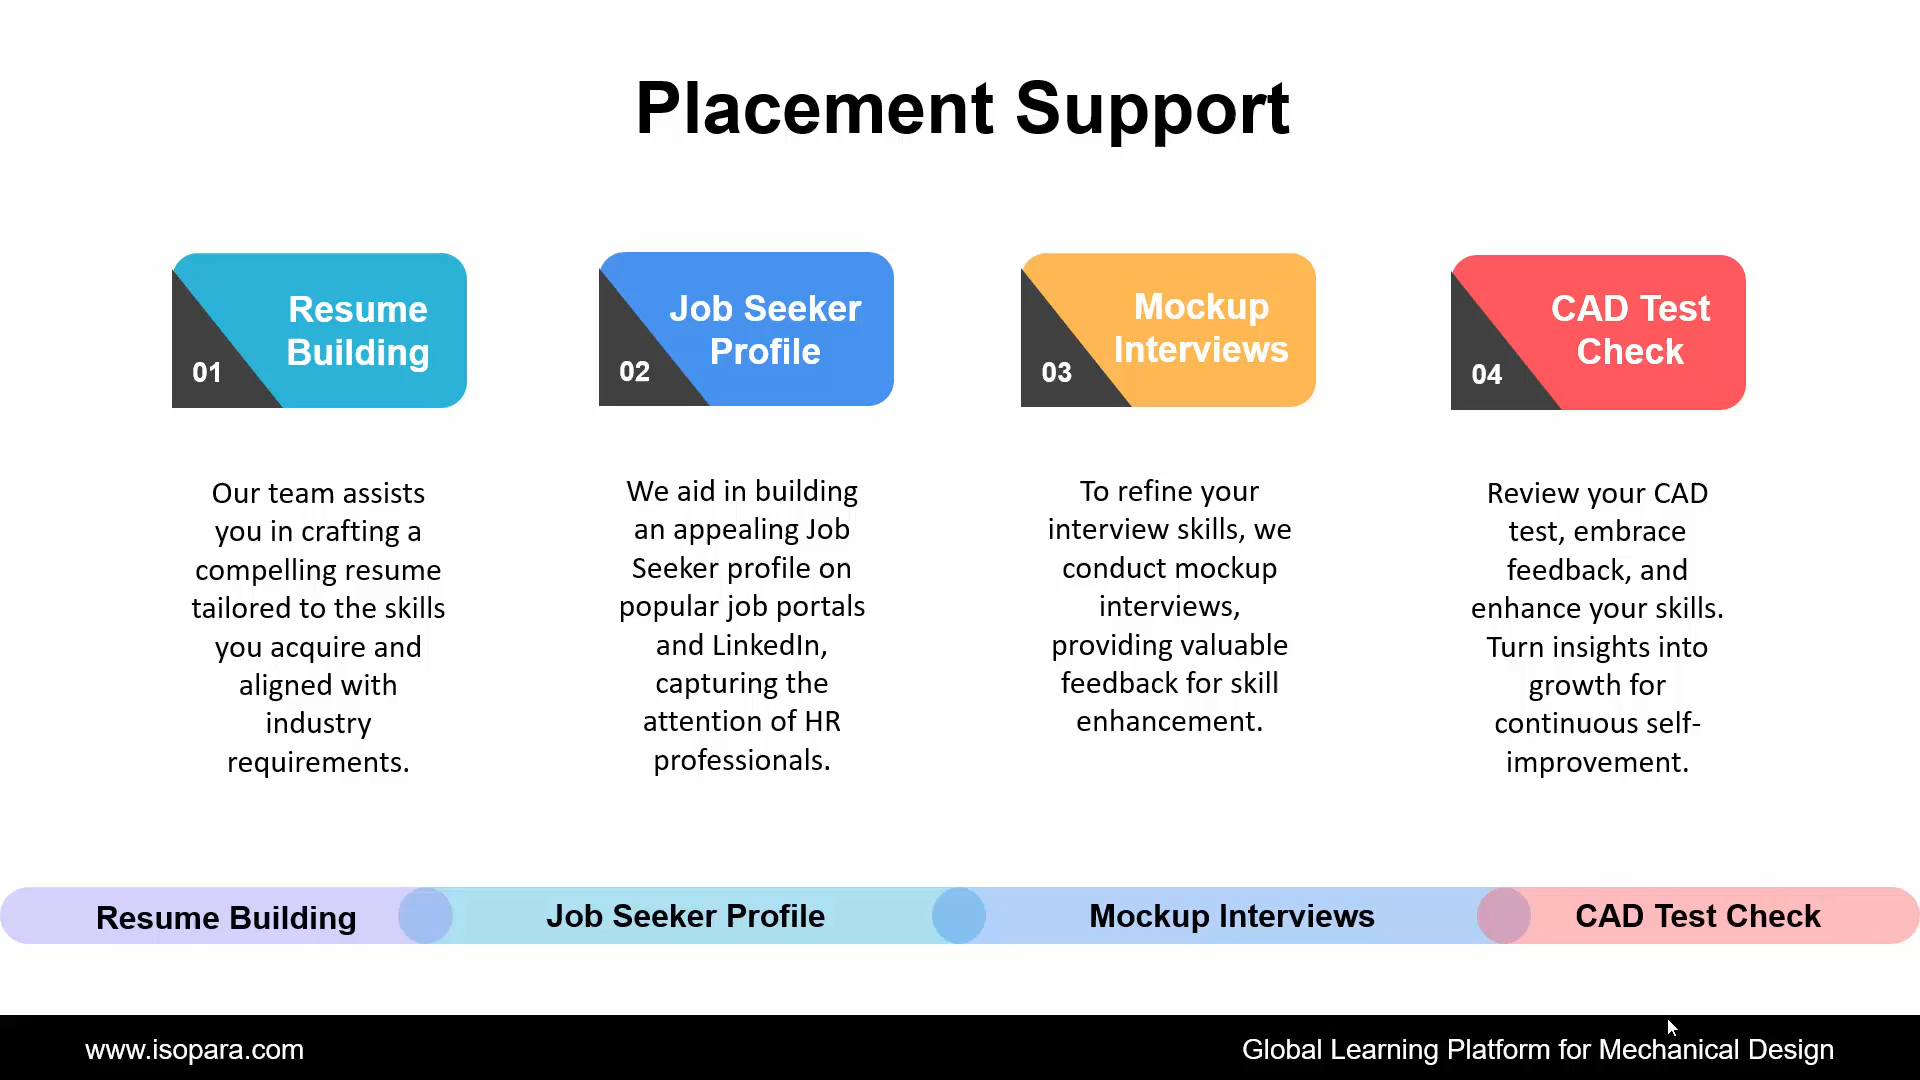 Placement Support
01
Resume
Building
Our team assists
you in crafting a
compelling resume
tailored to the skills
you acquire and
aligned with
industry
requirements.
02
Job Seeker
Profile
We aid in building
an appealing Job
Seeker profile on
popular job portals
and LinkedIn,
capturing the
attention of HR
professionals.
03
Mockup
Interviews
To refine your
interview skills, we
conduct mockup
interviews,
providing valuable
feedback for skill
enhancement.
04
CAD Test
Check
Review your CAD
test, embrace
feedback, and
enhance your skills.
Turn insights into
growth for
continuous self-
improvement.
Resume Building
Job Seeker Profile
Mockup Interviews
CAD Test Check
www.isopara.com
Global Learning Platform for Mechanical Design